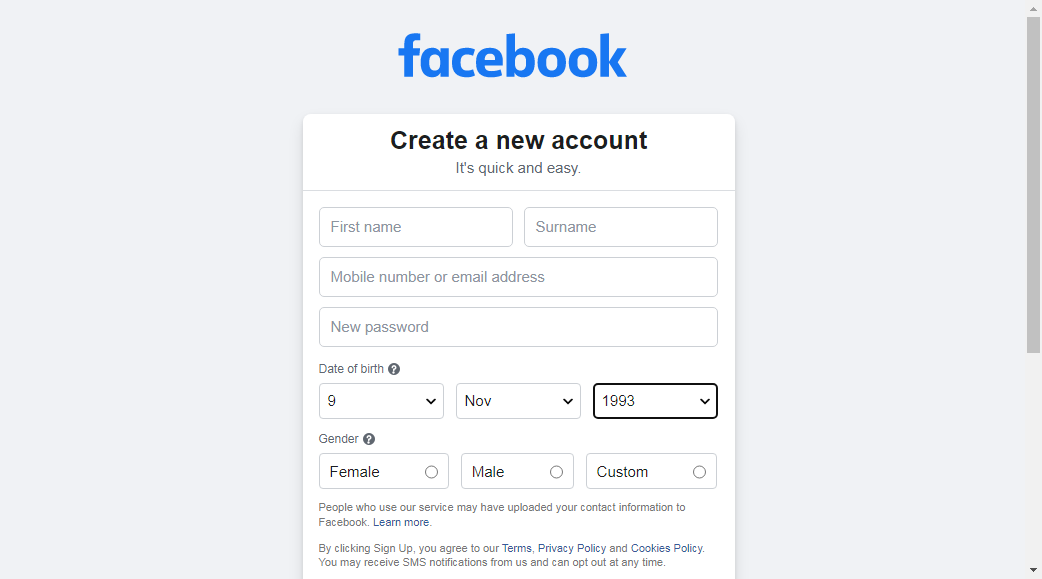 facebook
Create a new account
It's quick and easy.
First name Surname
Mobile number or email address
New password
Date of birth ?
9 Nov 1993
Gender ?
Female Male Custom
People who use our service may have uploaded your contact information to
Facebook. Learn more.
By clicking Sign Up, you agree to our Terms, Privacy Policy and Cookies Policy.
You may receive SMS notifications from us and can opt out at any time.